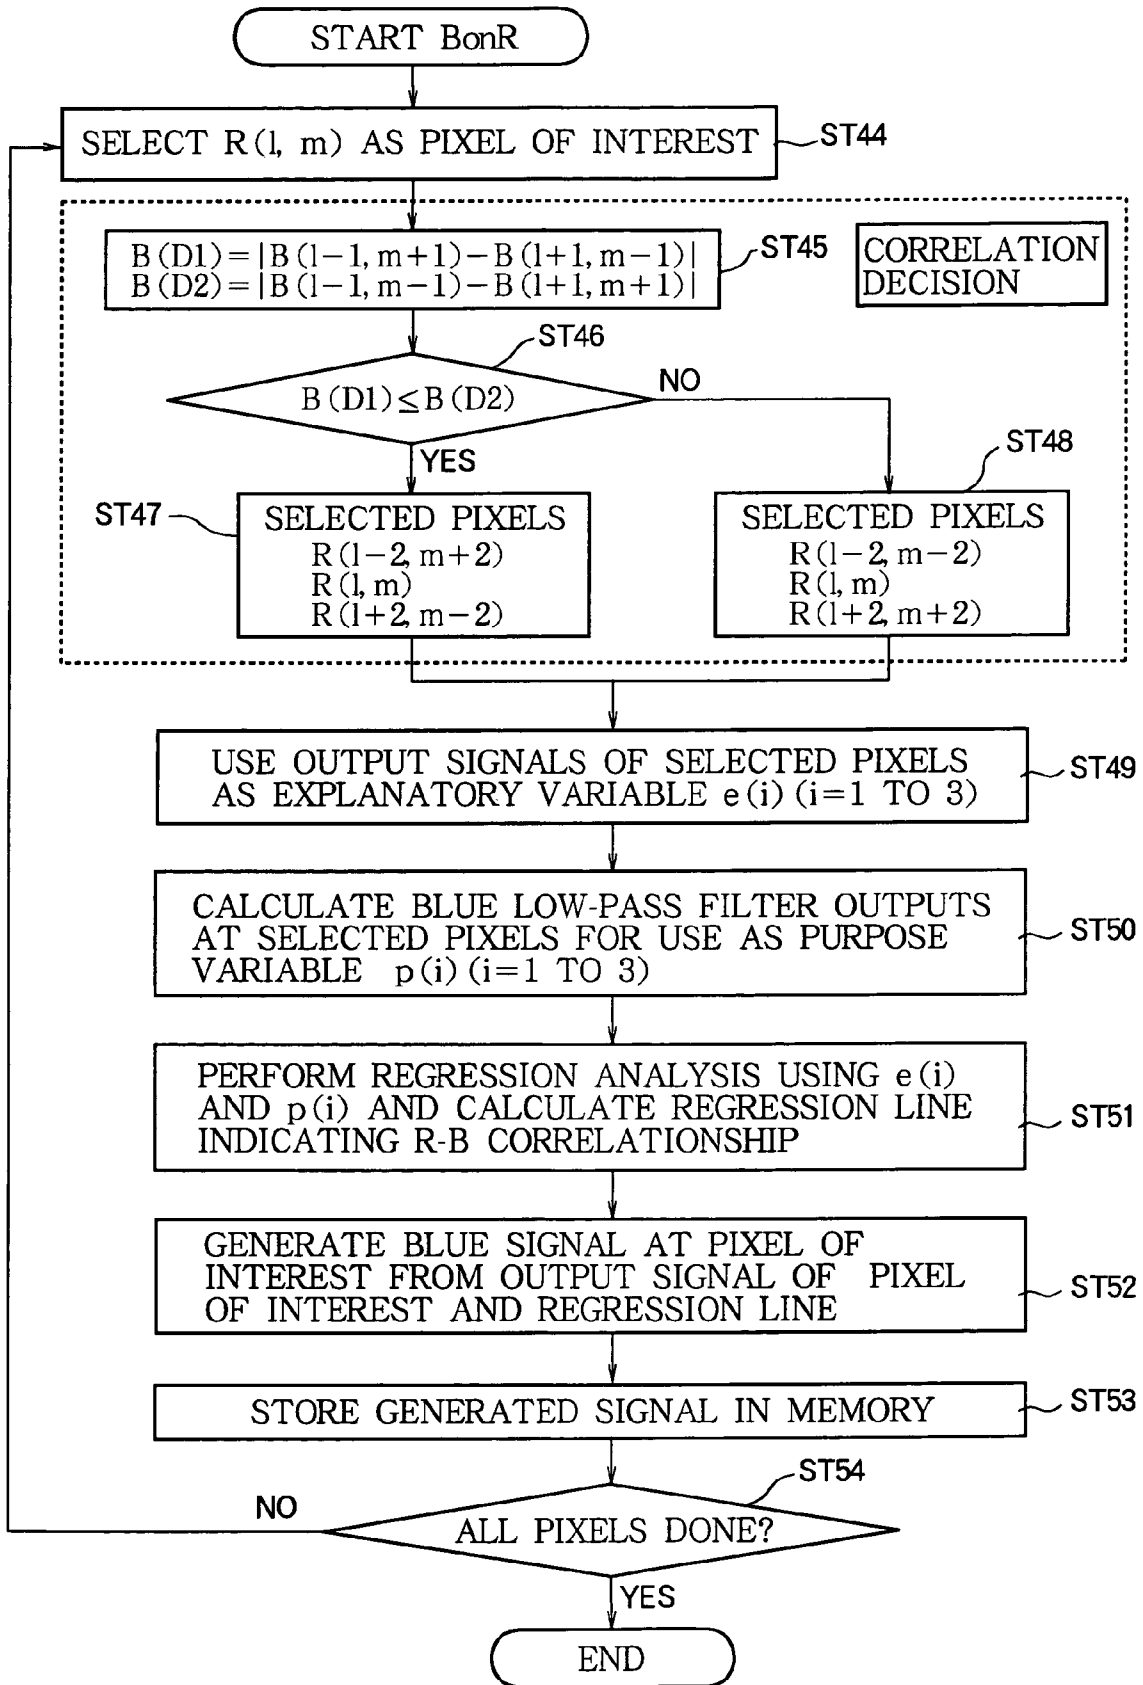 START BonR
SELECT R(l, m) AS PIXEL OF INTEREST
ST44
B(D1)=|B(l-1, m+1)-B(l+1, m-1)|
B(D2)=|B(l-1, m-1)-B(l+1, m+1)|
ST45
CORRELATION
DECISION
ST46
B(D1)≤B(D2)
NO
YES
ST47
SELECTED PIXELS
R(l-2, m+2)
R(l, m)
R(l+2, m-2)
ST48
SELECTED PIXELS
R(l-2, m-2)
R(l, m)
R(l+2, m+2)
USE OUTPUT SIGNALS OF SELECTED PIXELS
AS EXPLANATORY VARIABLE e(i) (i=1 TO 3)
ST49
CALCULATE BLUE LOW-PASS FILTER OUTPUTS
AT SELECTED PIXELS FOR USE AS PURPOSE
VARIABLE p(i) (i=1 TO 3)
ST50
PERFORM REGRESSION ANALYSIS USING e(i)
AND p(i) AND CALCULATE REGRESSION LINE
INDICATING R-B CORRELATIONSHIP
ST51
GENERATE BLUE SIGNAL AT PIXEL OF
INTEREST FROM OUTPUT SIGNAL OF PIXEL
OF INTEREST AND REGRESSION LINE
ST52
STORE GENERATED SIGNAL IN MEMORY
ST53
ST54
NO
ALL PIXELS DONE?
YES
END